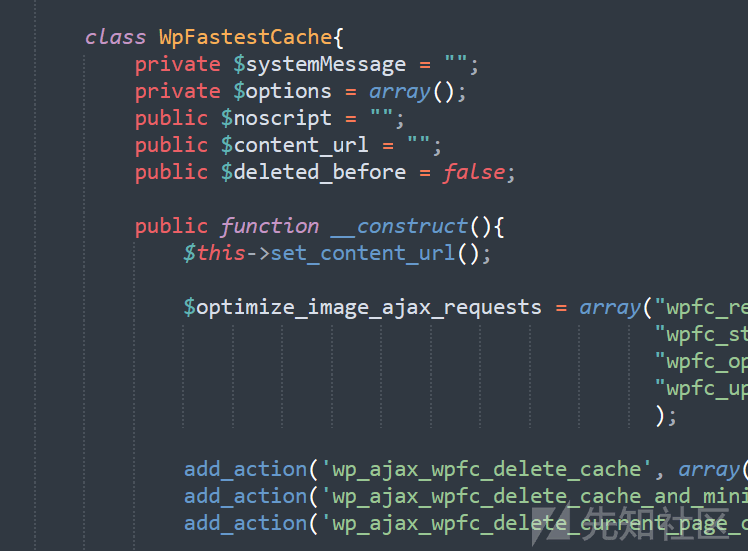 class WpFastestCache{
private $systemMessage = "";
private $options = array();
public $noscript = "";
public $content_url = "";
public $deleted_before = false;
public function __construct(){
$this->set_content_url();
$optimize_image_ajax_requests = array("wpfc_re
"wpfc_st
"wpfc_op
"wpfc_up
);
add_action('wp_ajax_wpfc_delete_cache', array(
add_action('wp_ajax_wpfc_delete_cache_and_mini
add_action('wp_ajax_wpfc_delete_current_page_c
先知社区